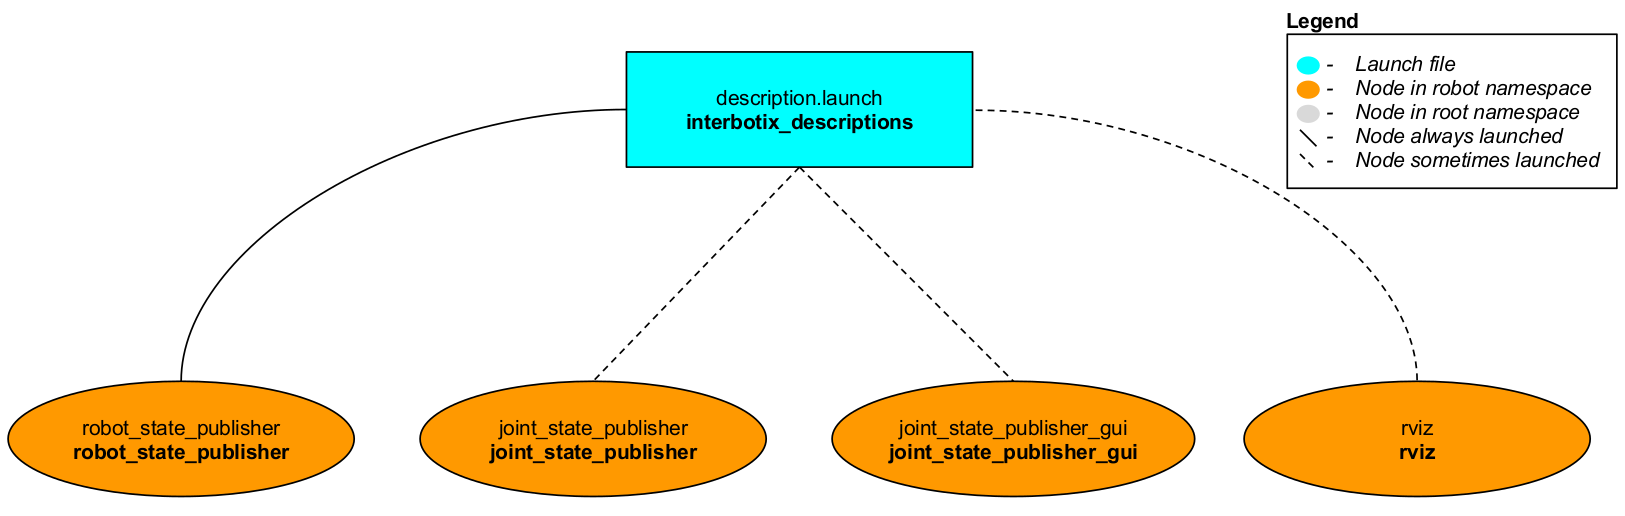 Legend
- Launch file
- Node in robot namespace
- Node in root namespace
- Node always launched
- Node sometimes launched
description.launch
interbotix_descriptions
robot_state_publisher
robot_state_publisher
joint_state_publisher
joint_state_publisher
joint_state_publisher_gui
joint_state_publisher_gui
rviz
rviz